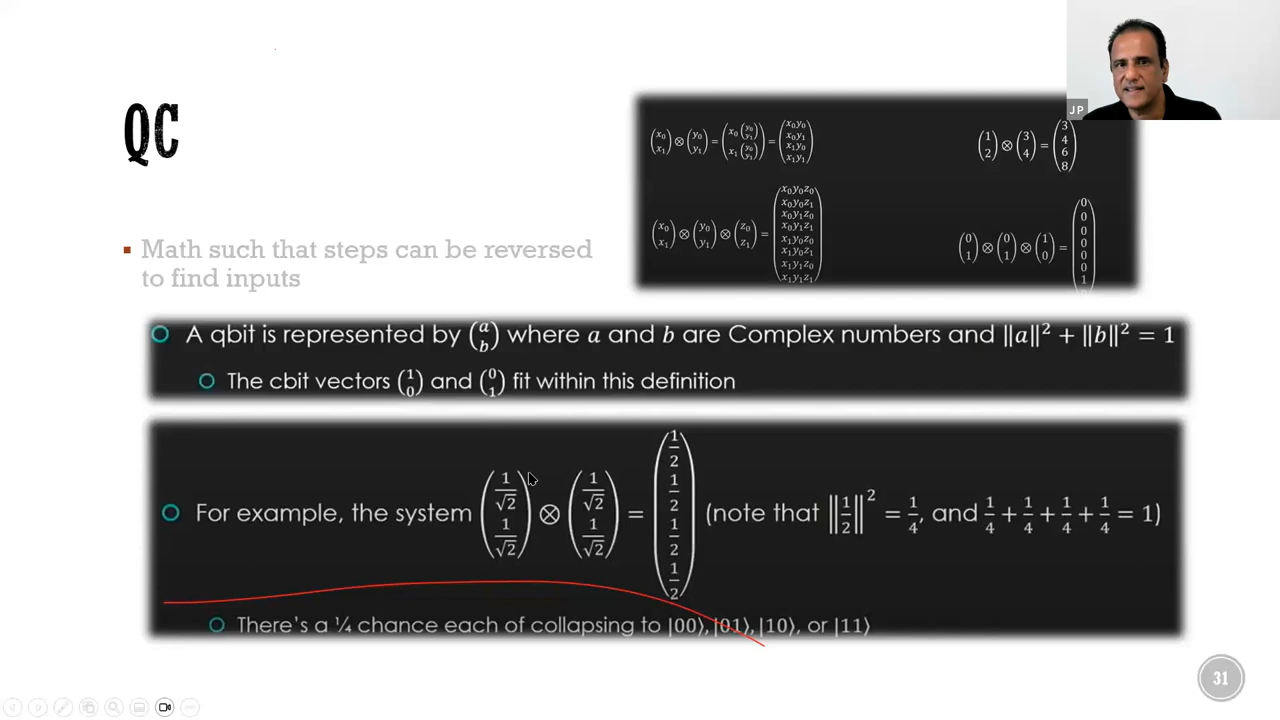 JP
QC
Math such that steps can be reversed
to find inputs
(x₀ x₁) ⊗ (y₀ y₁) = (x₀(y₀ y₁) x₁(y₀ y₁)) = (x₀y₀ x₀y₁ x₁y₀ x₁y₁)
(1 2) ⊗ (3 4) = (3 4 6 8)
(x₀ x₁) ⊗ (y₀ y₁) ⊗ (z₀ z₁) = (x₀y₀z₀ x₀y₀z₁ x₀y₁z₀ x₀y₁z₁ x₁y₀z₀ x₁y₀z₁ x₁y₁z₀ x₁y₁z₁)
(0 1) ⊗ (0 1) ⊗ (1 0) = (0 0 0 0 0 0 1
A qbit is represented by (a b) where a and b are Complex numbers and ||a||² + ||b||² = 1
The cbit vectors (1 0) and (0 1) fit within this definition
For example, the system (1/√2 1/√2) ⊗ (1/√2 1/√2) = (1/2 1/2 1/2 1/2) (note that ||1/2||² = 1/4, and 1/4 + 1/4 + 1/4 + 1/4 = 1)
There's a ¼ chance each of collapsing to |00⟩, |01⟩, |10⟩, or |11⟩
31